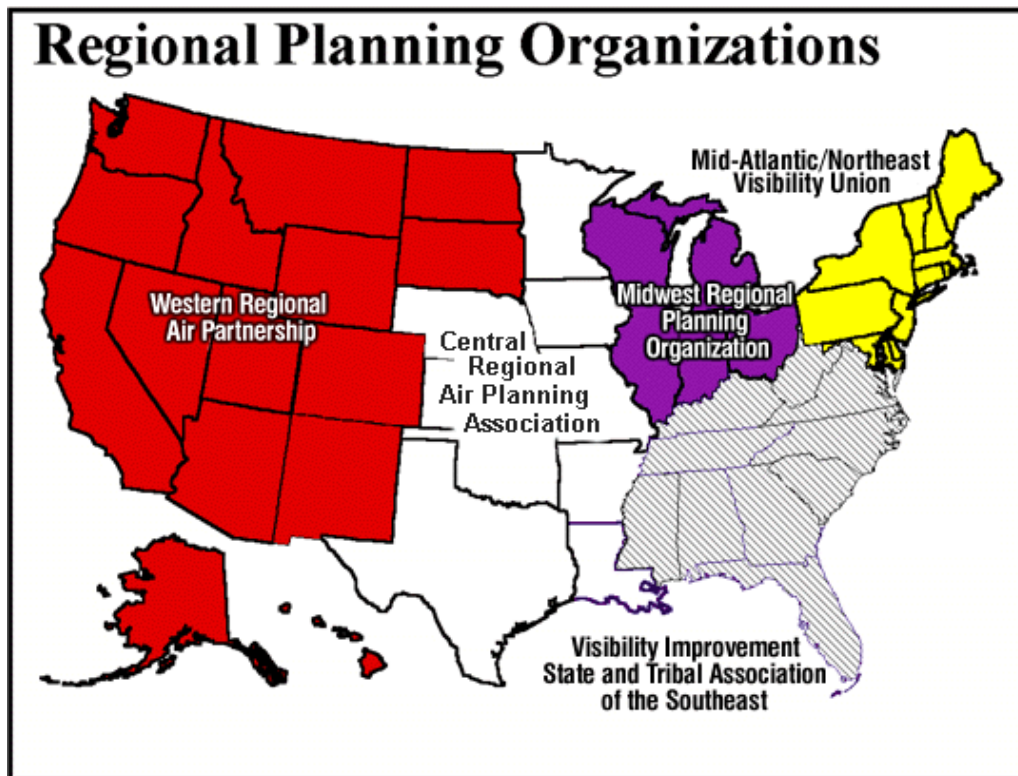 Regional Planning Organizations
Mid-Atlantic/Northeast
Visibility Union
Western Regional
Air Partnership
Midwest Regional
Planning
Organization
Central
Regional
Air Planning
Association
Visibility Improvement
State and Tribal Association
of the Southeast